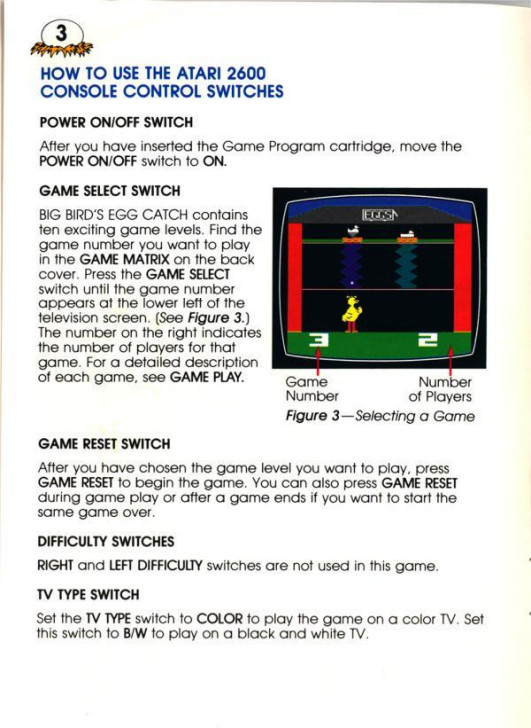 3
HOW TO USE THE ATARI 2600
CONSOLE CONTROL SWITCHES
POWER ON/OFF SWITCH
After you have inserted the Game Program cartridge, move the
POWER ON/OFF switch to ON.
GAME SELECT SWITCH
BIG BIRD'S EGG CATCH contains
ten exciting game levels. Find the
game number you want to play
in the GAME MATRIX on the back
cover. Press the GAME SELECT
switch until the game number
appears at the lower left of the
television screen. (See Figure 3.)
The number on the right indicates
the number of players for that
game. For a detailed description
of each game, see GAME PLAY.
EGGS
3 2
Game Number
Number of Players
Figure 3—Selecting a Game
GAME RESET SWITCH
After you have chosen the game level you want to play, press
GAME RESET to begin the game. You can also press GAME RESET
during game play or after a game ends if you want to start the
same game over.
DIFFICULTY SWITCHES
RIGHT and LEFT DIFFICULTY switches are not used in this game.
TV TYPE SWITCH
Set the TV TYPE switch to COLOR to play the game on a color TV. Set
this switch to B/W to play on a black and white TV.